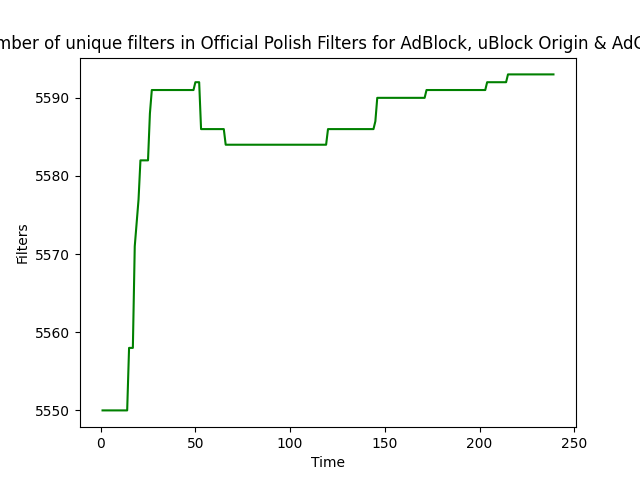 mber of unique filters in Official Polish Filters for AdBlock, uBlock Origin & AdG
5590
5580
5570
5560
5550
Filters
0 50 100 150 200 250
Time